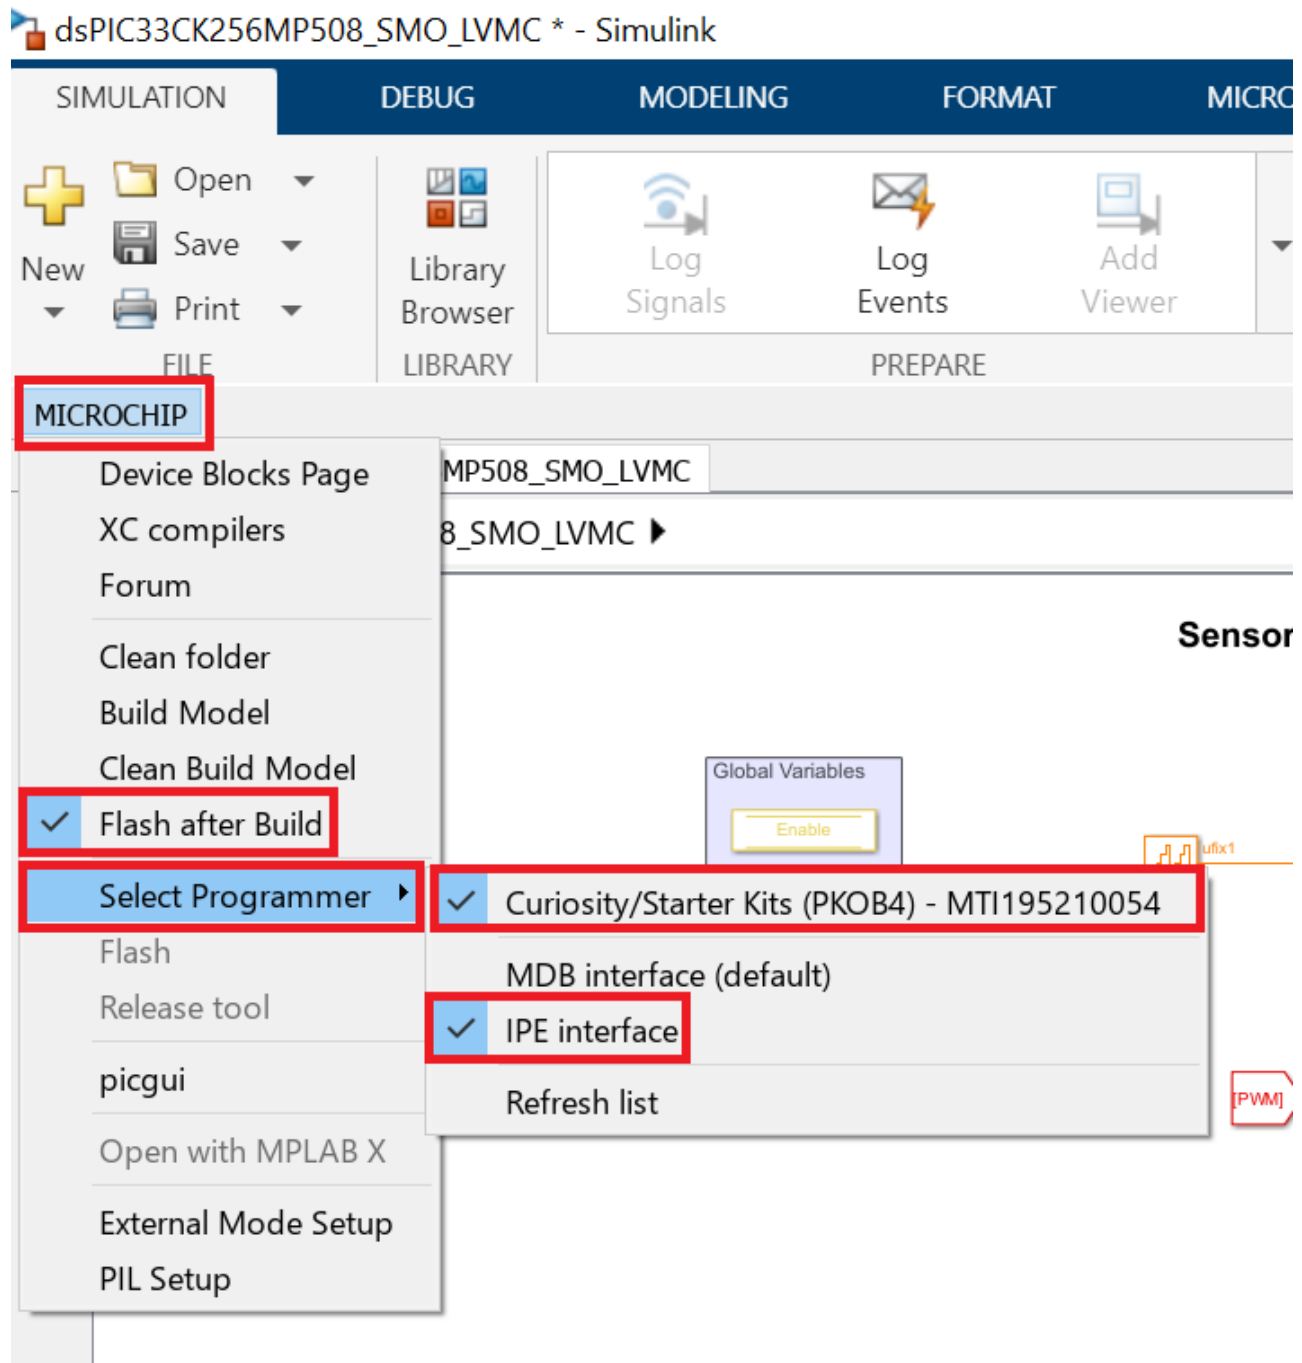 dsPIC33CK256MP508_SMO_LVMC * - Simulink
SIMULATION DEBUG MODELING FORMAT MICRO
New
Open
Save
Print
FILE
Library
Browser
LIBRARY
Log
Signals
Log
Events
Add
Viewer
PREPARE
MICROCHIP
MP508_SMO_LVMC
8_SMO_LVMC
Device Blocks Page
XC compilers
Forum
Clean folder
Build Model
Clean Build Model
Flash after Build
Select Programmer
Flash
Release tool
picgui
Open with MPLAB X
External Mode Setup
PIL Setup
Curiosity/Starter Kits (PKOB4) - MTI195210054
MDB interface (default)
IPE interface
Refresh list
Sensor
Global Variables
Enable
ufix1
[PWM]